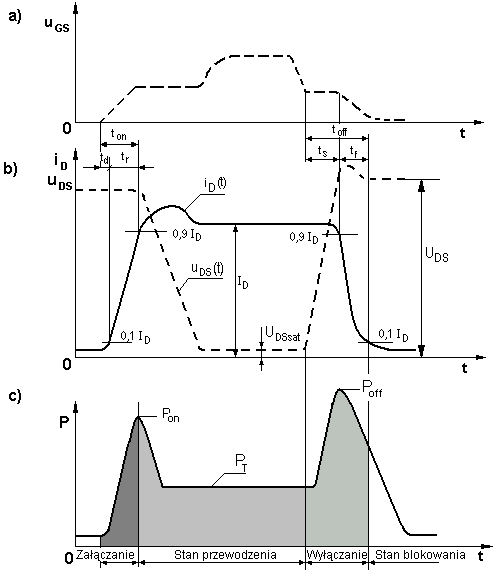 a)
uGS
0
t
ton
toff
td
tr
ts
tf
b)
iD
uDS
iD(t)
0,9 ID
0,9 ID
uDS(t)
ID
UDS
UDSsat
0,1 ID
0,1 ID
0
t
c)
P
Pon
Poff
PT
0
t
Załączanie
Stan przewodzenia
Wyłączanie
Stan blokowania